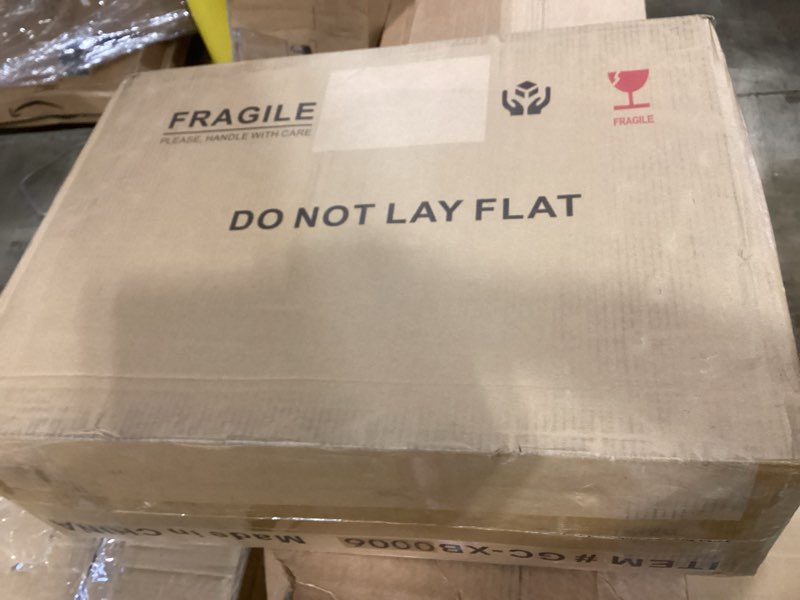 FRAGILE
PLEASE, HANDLE WITH CARE
FRAGILE
DO NOT LAY FLAT
ITEM #GC-XB0006
Made in CHINA